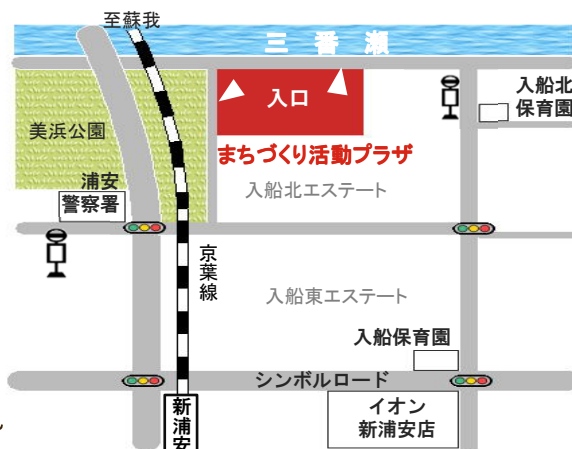 至蘇我
三番瀬
入口
入船北
保育園
美浜公園
まちづくり活動プラザ
入船北エステート
浦安
警察署
京葉線
入船東エステート
入船保育園
シンボルロード
新浦安
イオン
新浦安店